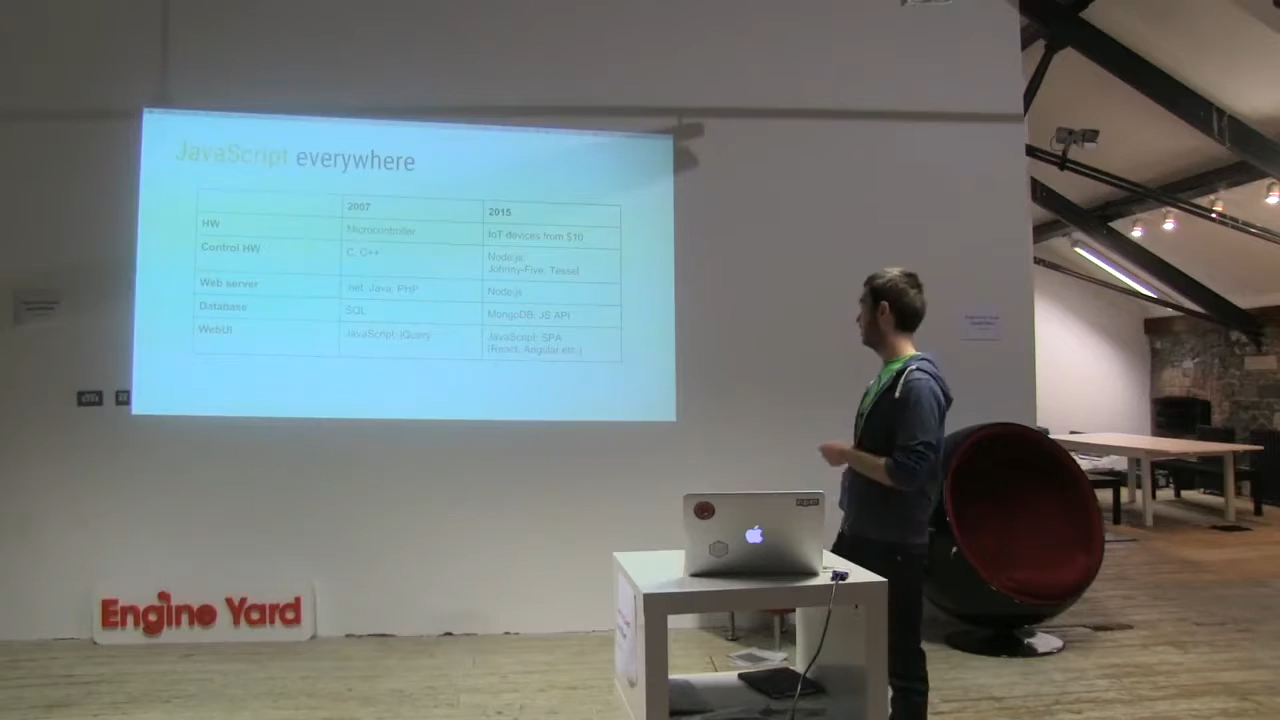 JavaScript everywhere
2007 2015
HW Microcontroller IoT devices from $10
Control HW C, C++ Node.js;
Johnny-Five; Tessel
Web server .net; Java; PHP Node.js
Database SQL MongoDB; JS API
WebUI JavaScript; jQuerry JavaScript; SPA
(React, Angular etc.)
Engine Yard